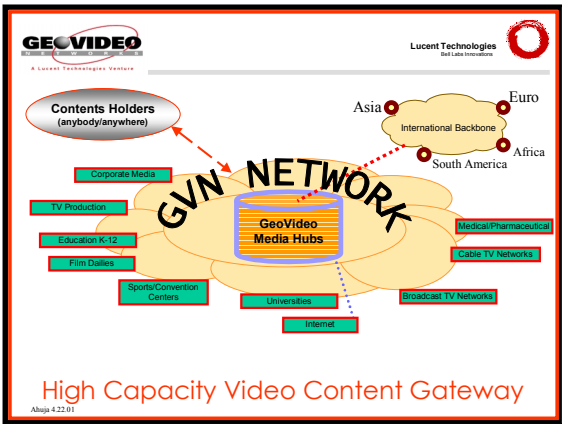 GEOVIDEO
NETWORKS
A Lucent Technologies Venture
Lucent Technologies
Bell Labs Innovations
Contents Holders
(anybody/anywhere)
Asia
Euro
International Backbone
Africa
South America
GVN NETWORK
GeoVideo
Media Hubs
Corporate Media
TV Production
Education K-12
Film Dailies
Sports/Convention
Centers
Universities
Internet
Medical/Pharmaceutical
Cable TV Networks
Broadcast TV Networks
High Capacity Video Content Gateway
Ahuja 4.22.01